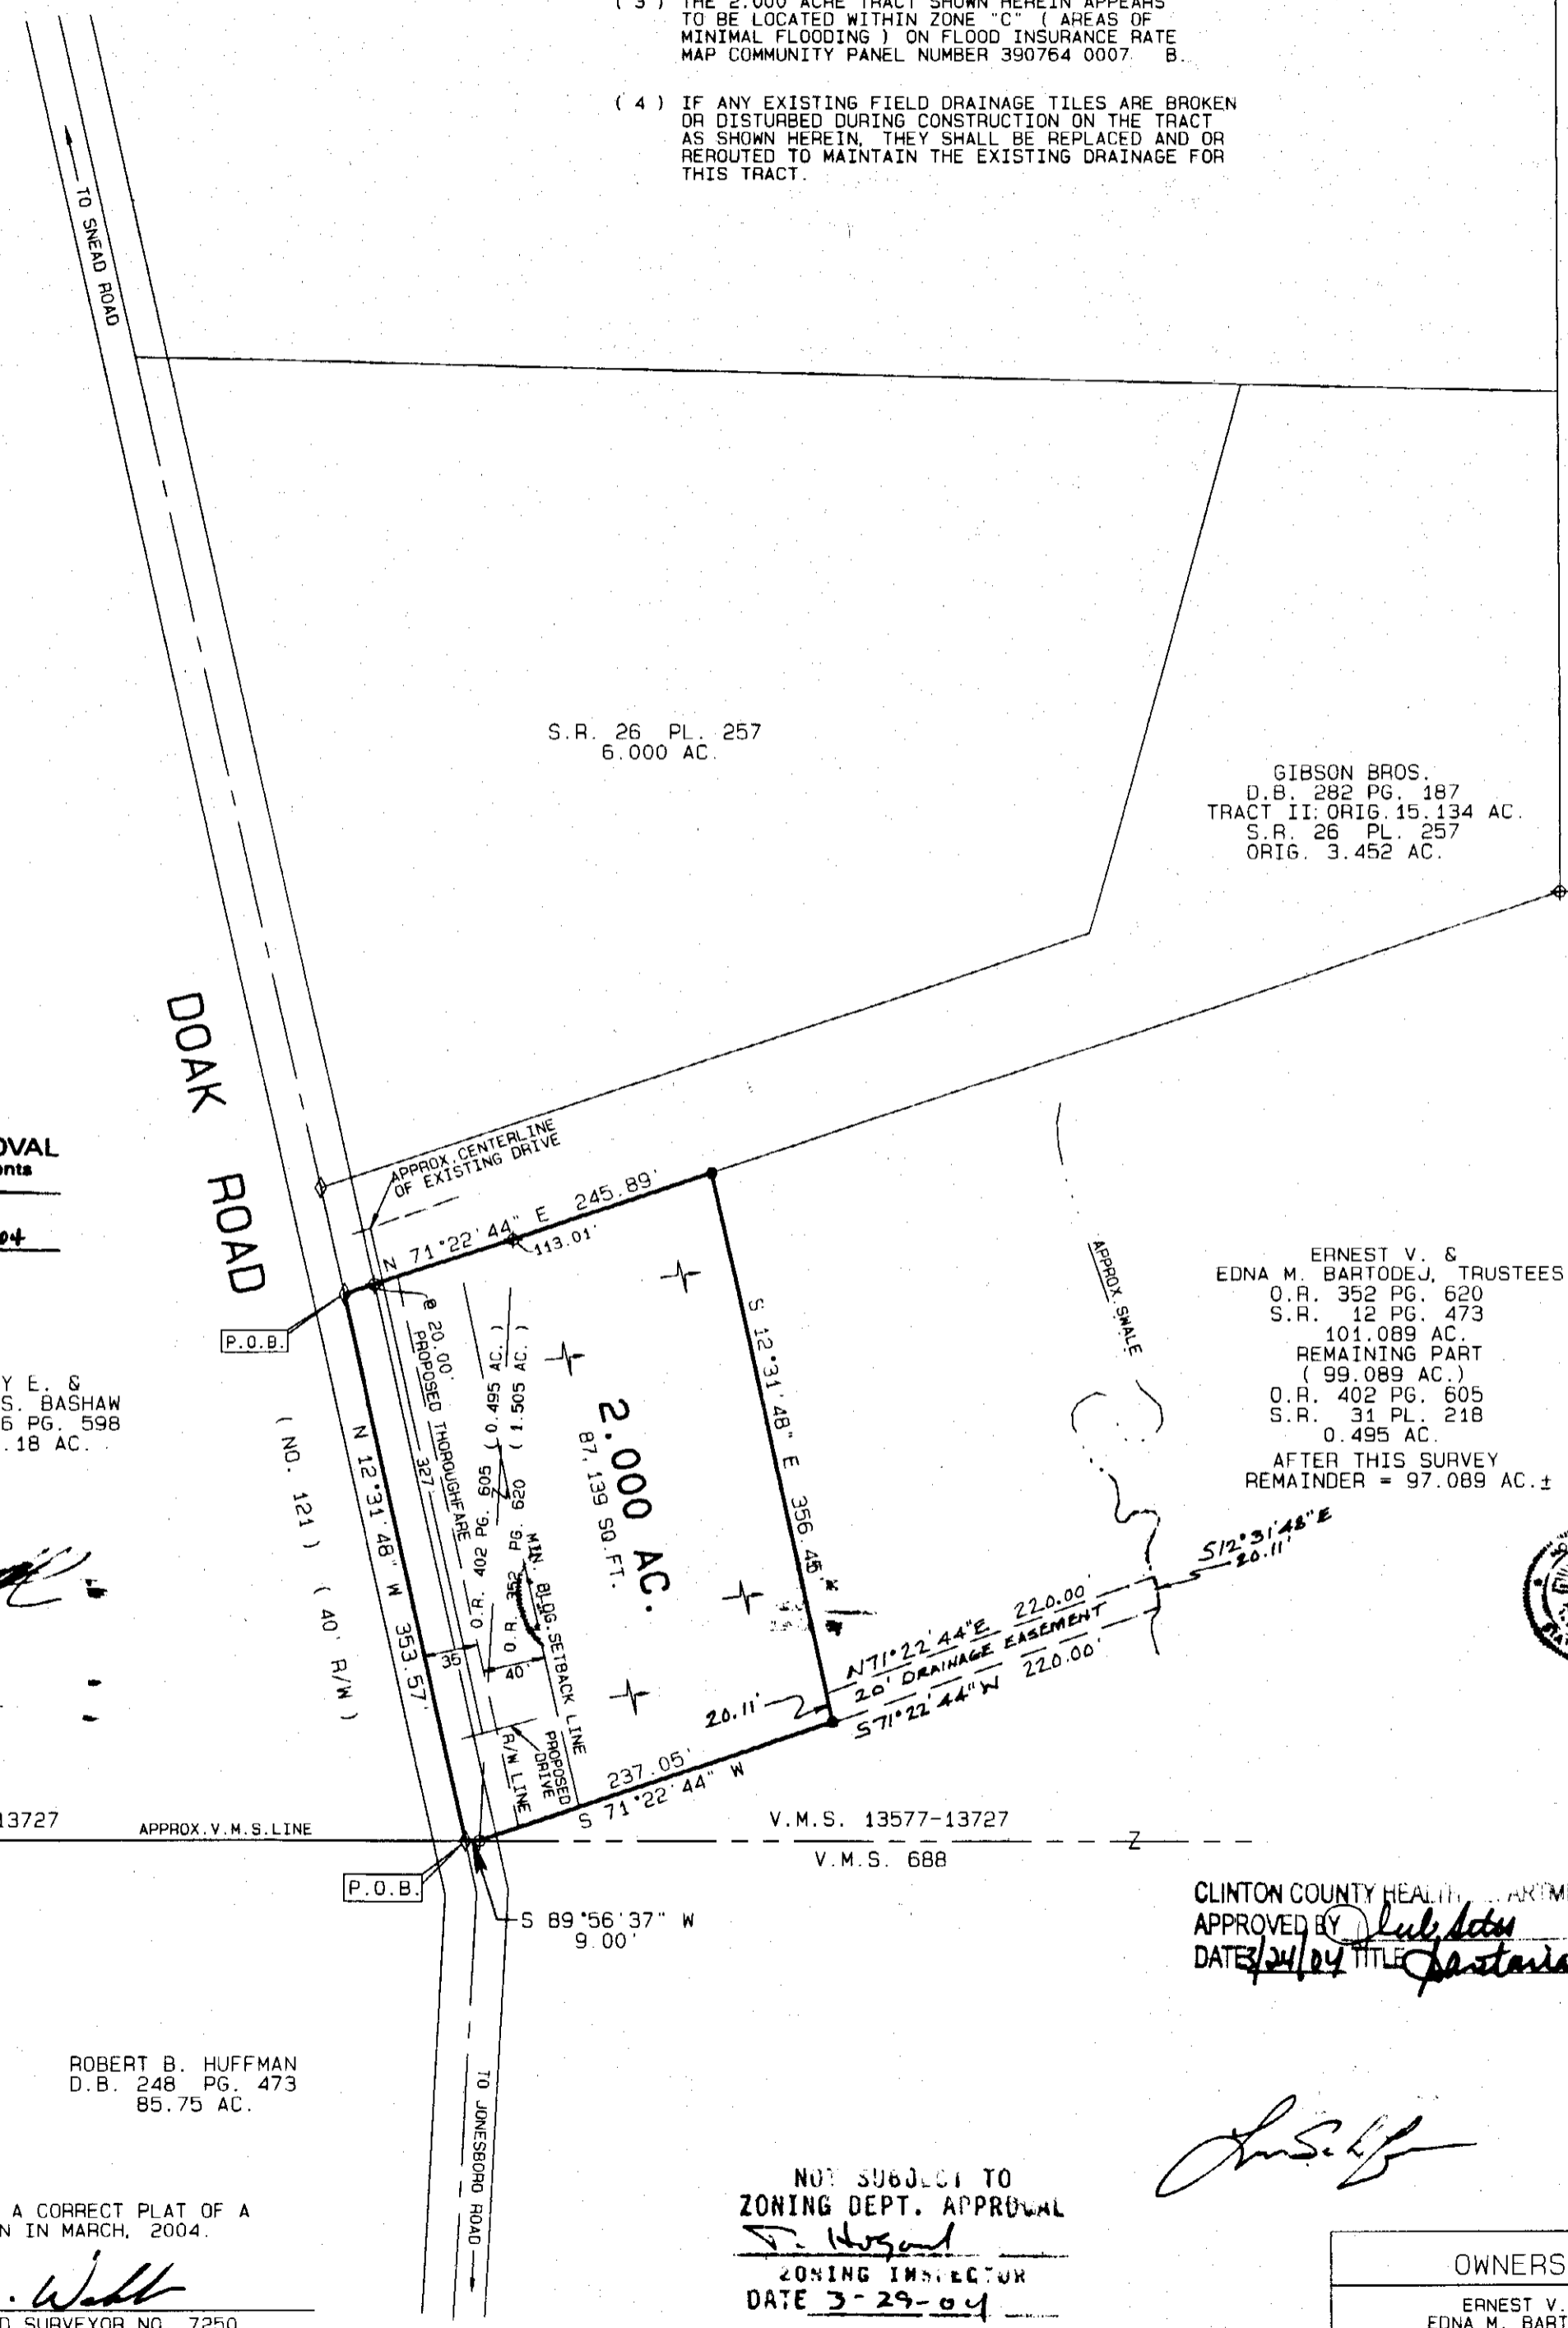 ( 3 ) THE 2.000 ACRE TRACT SHOWN HEREIN APPEARS
TO BE LOCATED WITHIN ZONE "C" ( AREAS OF
MINIMAL FLOODING ) ON FLOOD INSURANCE RATE
MAP COMMUNITY PANEL NUMBER 390764 0007 B.
( 4 ) IF ANY EXISTING FIELD DRAINAGE TILES ARE BROKEN
OR DISTURBED DURING CONSTRUCTION ON THE TRACT
AS SHOWN HEREIN, THEY SHALL BE REPLACED AND OR
REROUTED TO MAINTAIN THE EXISTING DRAINAGE FOR
THIS TRACT.
TO SNEAD ROAD
S.R. 26 PL. 257
6.000 AC.
GIBSON BROS.
D.B. 282 PG. 187
TRACT II: ORIG. 15.134 AC.
S.R. 26 PL. 257
ORIG. 3.452 AC.
DOAK ROAD
OVAL
nts
04
APPROX. CENTERLINE
OF EXISTING DRIVE
N 71°22'44" E 245.89'
113.01'
@ 20.00'
P.O.B.
PROPOSED THOROUGHFARE
327'
O.R. 402 PG. 605 ( 0.495 AC. )
Z
O.R. 352 PG. 620 ( 1.505 AC. )
MIN. BLDG. SETBACK LINE
2.000 AC.
87,139 SQ.FT.
S 12°31'48" E 356.45'
APPROX. SWALE
ERNEST V. &
EDNA M. BARTODEJ, TRUSTEES
O.R. 352 PG. 620
S.R. 12 PG. 473
101.089 AC.
REMAINING PART
( 99.089 AC.)
O.R. 402 PG. 605
S.R. 31 PL. 218
0.495 AC.
AFTER THIS SURVEY
REMAINDER = 97.089 AC.±
Y E. &
S. BASHAW
6 PG. 598
.18 AC.
( NO. 121 ) ( 40' R/W )
N 12°31'48" W 353.57'
35'
40'
S12°31'48"E
20.11'
N71°22'44"E 220.00'
20' DRAINAGE EASEMENT
S71°22'44"W 220.00'
20.11'
R/W LINE
PROPOSED
DRIVE
237.05'
S 71°22'44" W
13727
APPROX.V.M.S.LINE
V.M.S. 13577-13727
Z
V.M.S. 688
P.O.B.
S 89°56'37" W
9.00'
CLINTON COUNTY HEALTH
APPROVED BY
DATE 3/24/04 TITLE
ROBERT B. HUFFMAN
D.B. 248 PG. 473
85.75 AC.
TO JONESBORO ROAD
A CORRECT PLAT OF A
N IN MARCH, 2004.
SURVEYOR NO. 7250
NOT SUBJECT TO
ZONING DEPT. APPROVAL
ZONING INSPECTOR
DATE 3-29-04
OWNERS
ERNEST V.
EDNA M. BART